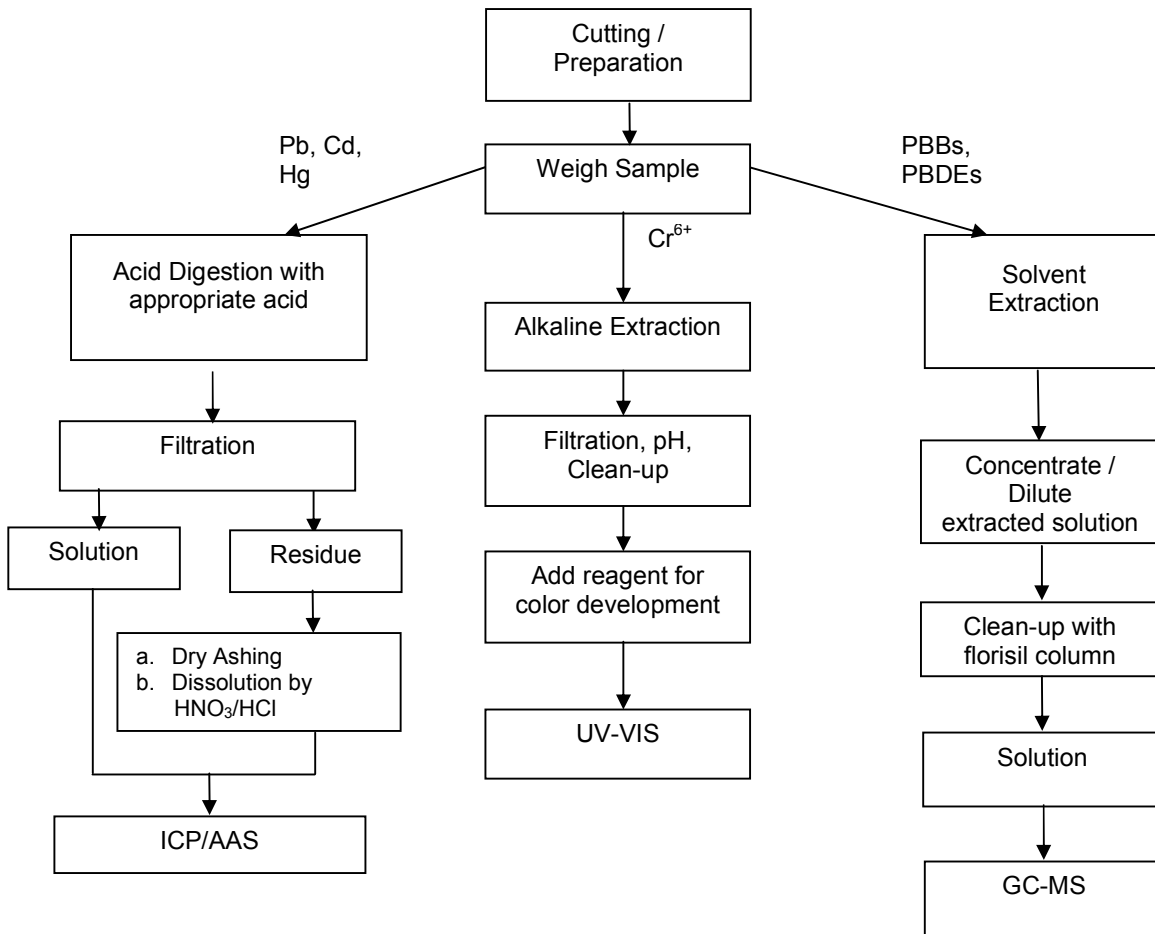 Cutting /
Preparation
Pb, Cd,
Hg
Weigh Sample
PBBs,
PBDEs
Cr⁶⁺
Acid Digestion with
appropriate acid
Solvent
Extraction
Alkaline Extraction
Filtration
Filtration, pH,
Clean-up
Concentrate /
Dilute
extracted solution
Solution
Residue
Add reagent for
color development
Clean-up with
florisil column
a. Dry Ashing
b. Dissolution by
HNO₃/HCl
UV-VIS
Solution
ICP/AAS
GC-MS